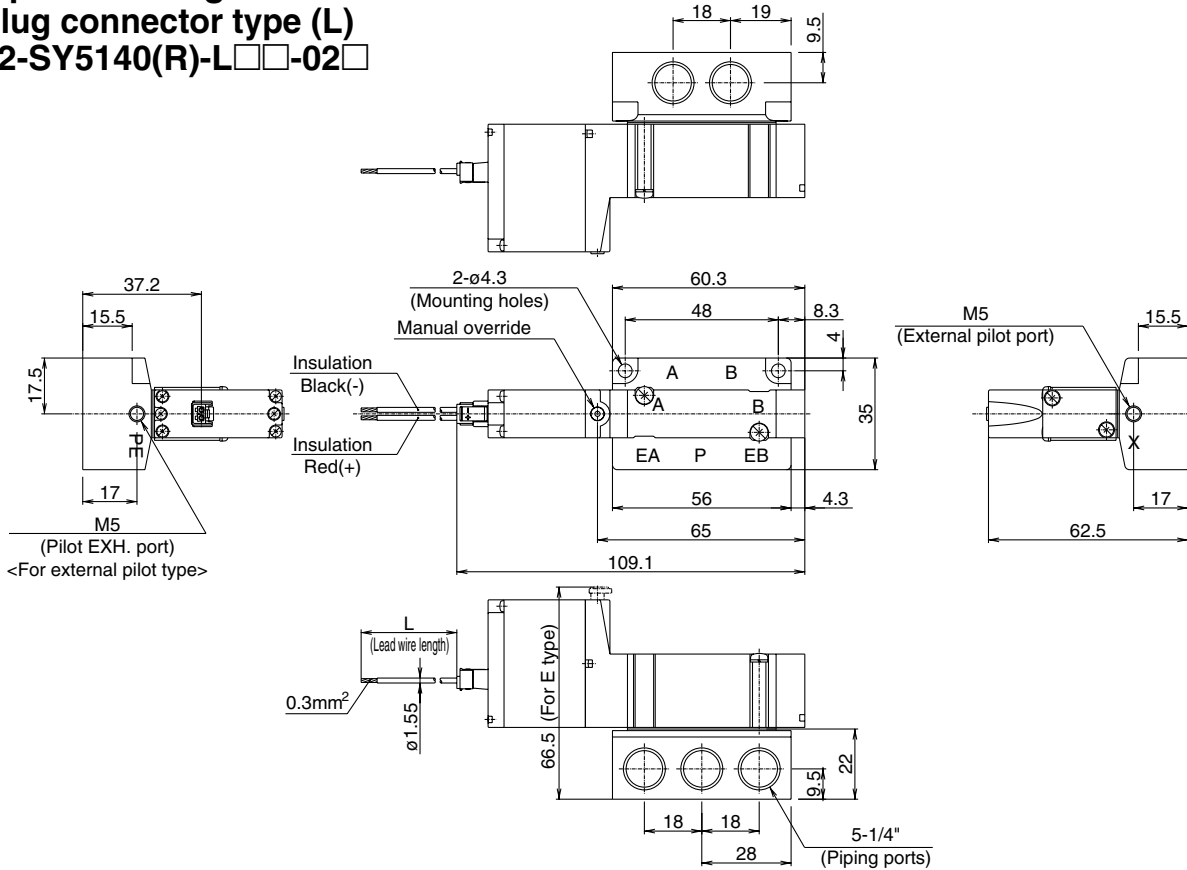 lug connector type (L)
2-SY5140(R)-L□□-02□
18
19
9.5
37.2
15.5
17.5
PE
17
M5
(Pilot EXH. port)
<For external pilot type>
2-ø4.3
(Mounting holes)
Manual override
Insulation
Black(-)
Insulation
Red(+)
60.3
48
8.3
4
A B
A B
EA P EB
35
56
4.3
65
109.1
M5
(External pilot port)
15.5
X
17
62.5
L
(Lead wire length)
0.3mm²
ø1.55
66.5 (For E type)
22
9.5
18
18
28
5-1/4"
(Piping ports)